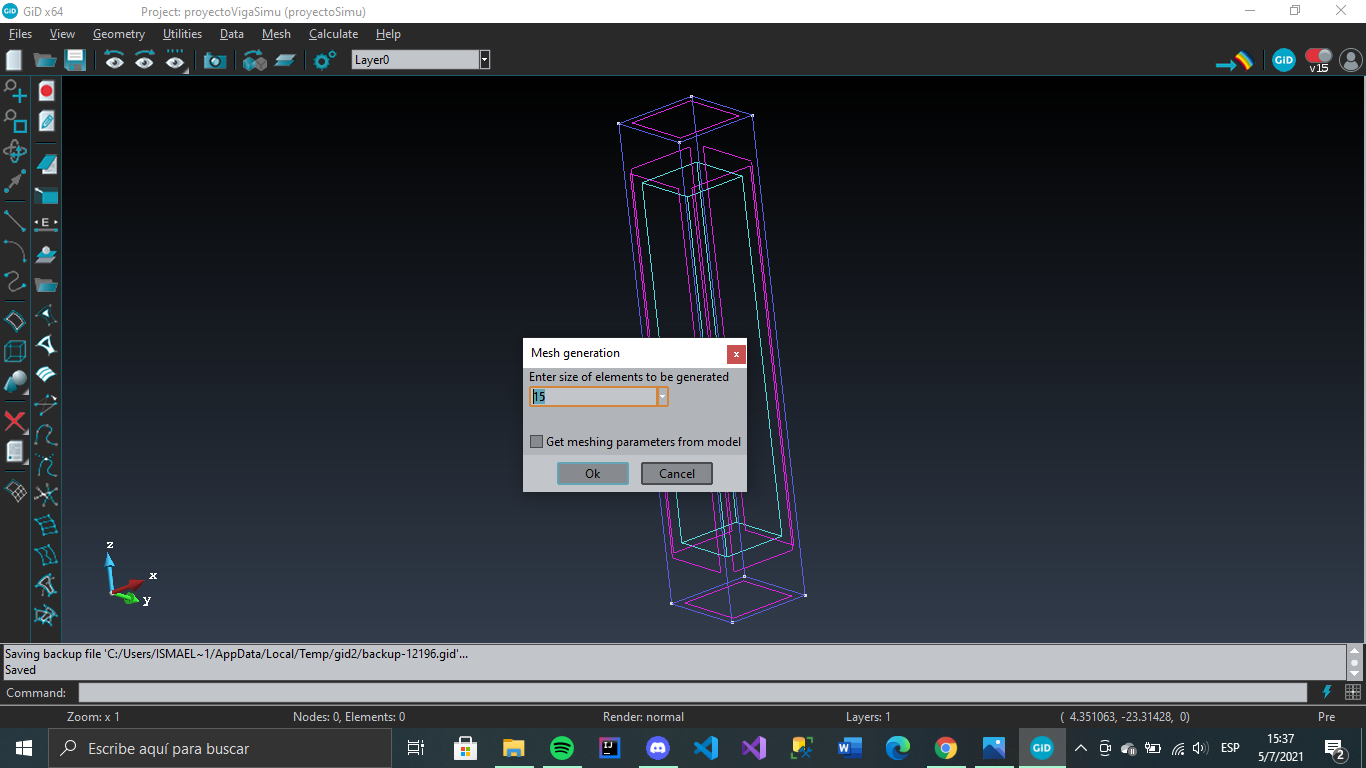 GiD x64 Project: proyectoVigaSimu (proyectoSimu)
Files View Geometry Utilities Data Mesh Calculate Help
Layer0
GiD
v15
E
Mesh generation
x
Enter size of elements to be generated
15
Get meshing parameters from model
Ok Cancel
z
x
y
Saving backup file 'C:/Users/ISMAEL~1/AppData/Local/Temp/gid2/backup-12196.gid'...
Saved
Command:
Zoom: x 1 Nodes: 0, Elements: 0 Render: normal Layers: 1 ( 4.351063, -23.31428, 0) Pre
Escribe aquí para buscar
IJ
W
GiD
ESP
15:37
5/7/2021
2